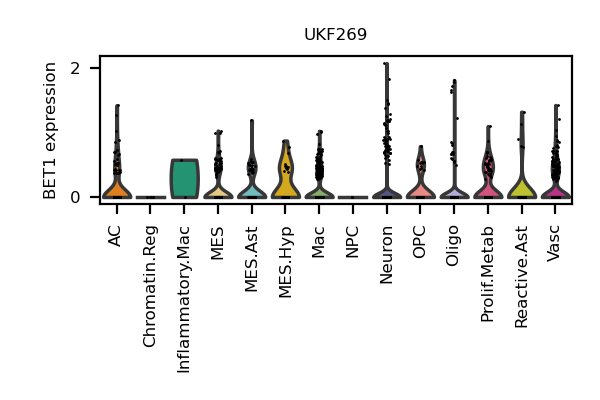 UKF269
BET1 expression
2
0
AC
Chromatin.Reg
Inflammatory.Mac
MES
MES.Ast
MES.Hyp
Mac
NPC
Neuron
OPC
Oligo
Prolif.Metab
Reactive.Ast
Vasc